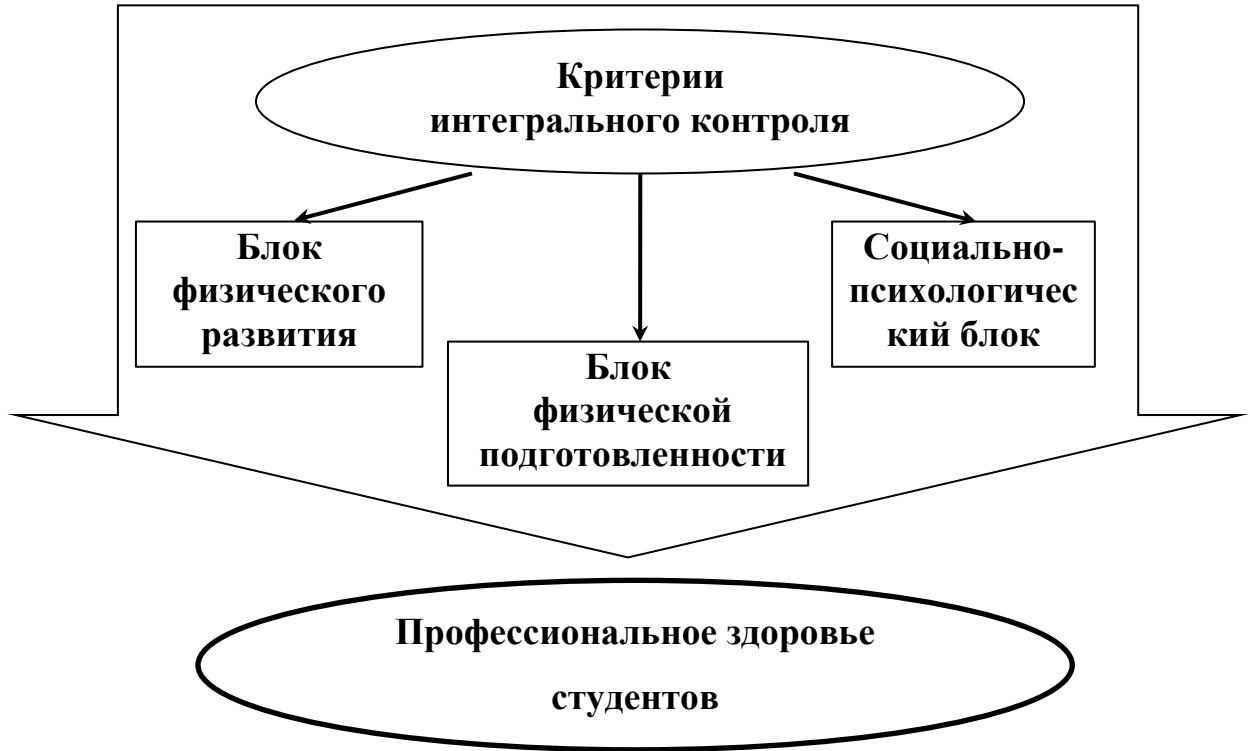 Критерии
интегрального контроля
Блок
физического
развития
Блок
физической
подготовленности
Социально-
психологичес
кий блок
Профессиональное здоровье
студентов